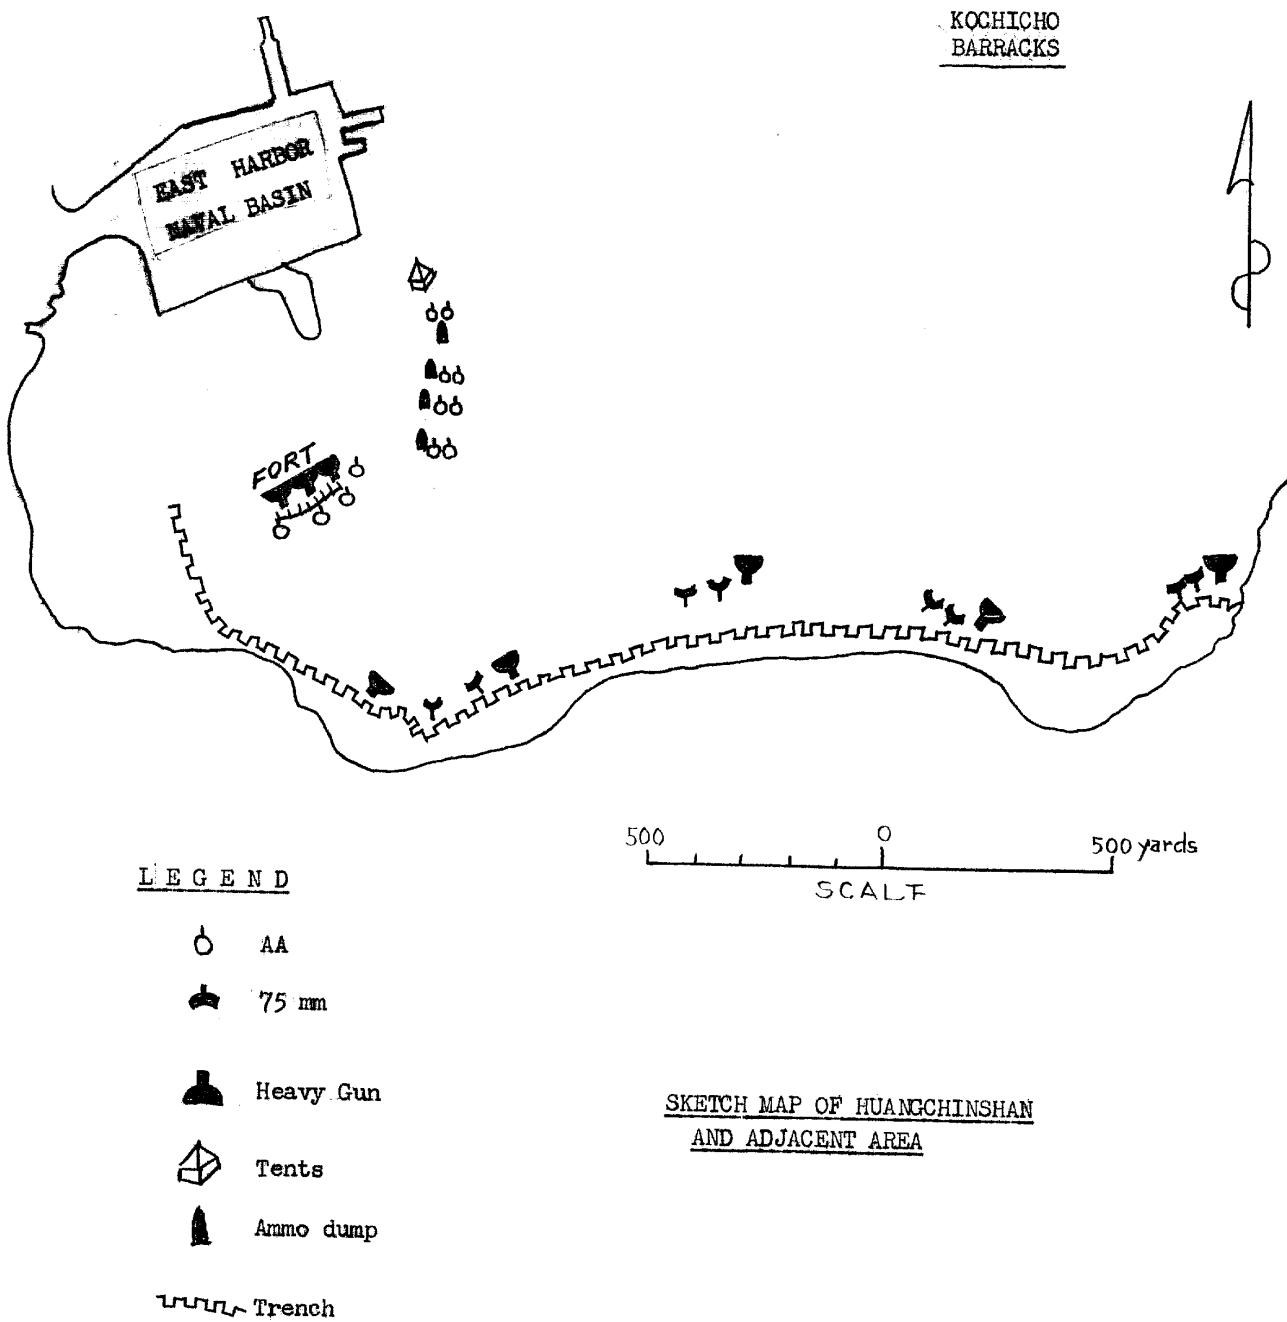 KOCHICHO
BARRACKS
EAST HARBOR
NAVAL BASIN
FORT
500 0 500 yards
SCALE
LEGEND
AA
75 mm
Heavy Gun
Tents
Ammo dump
Trench
SKETCH MAP OF HUANGCHINSHAN
AND ADJACENT AREA